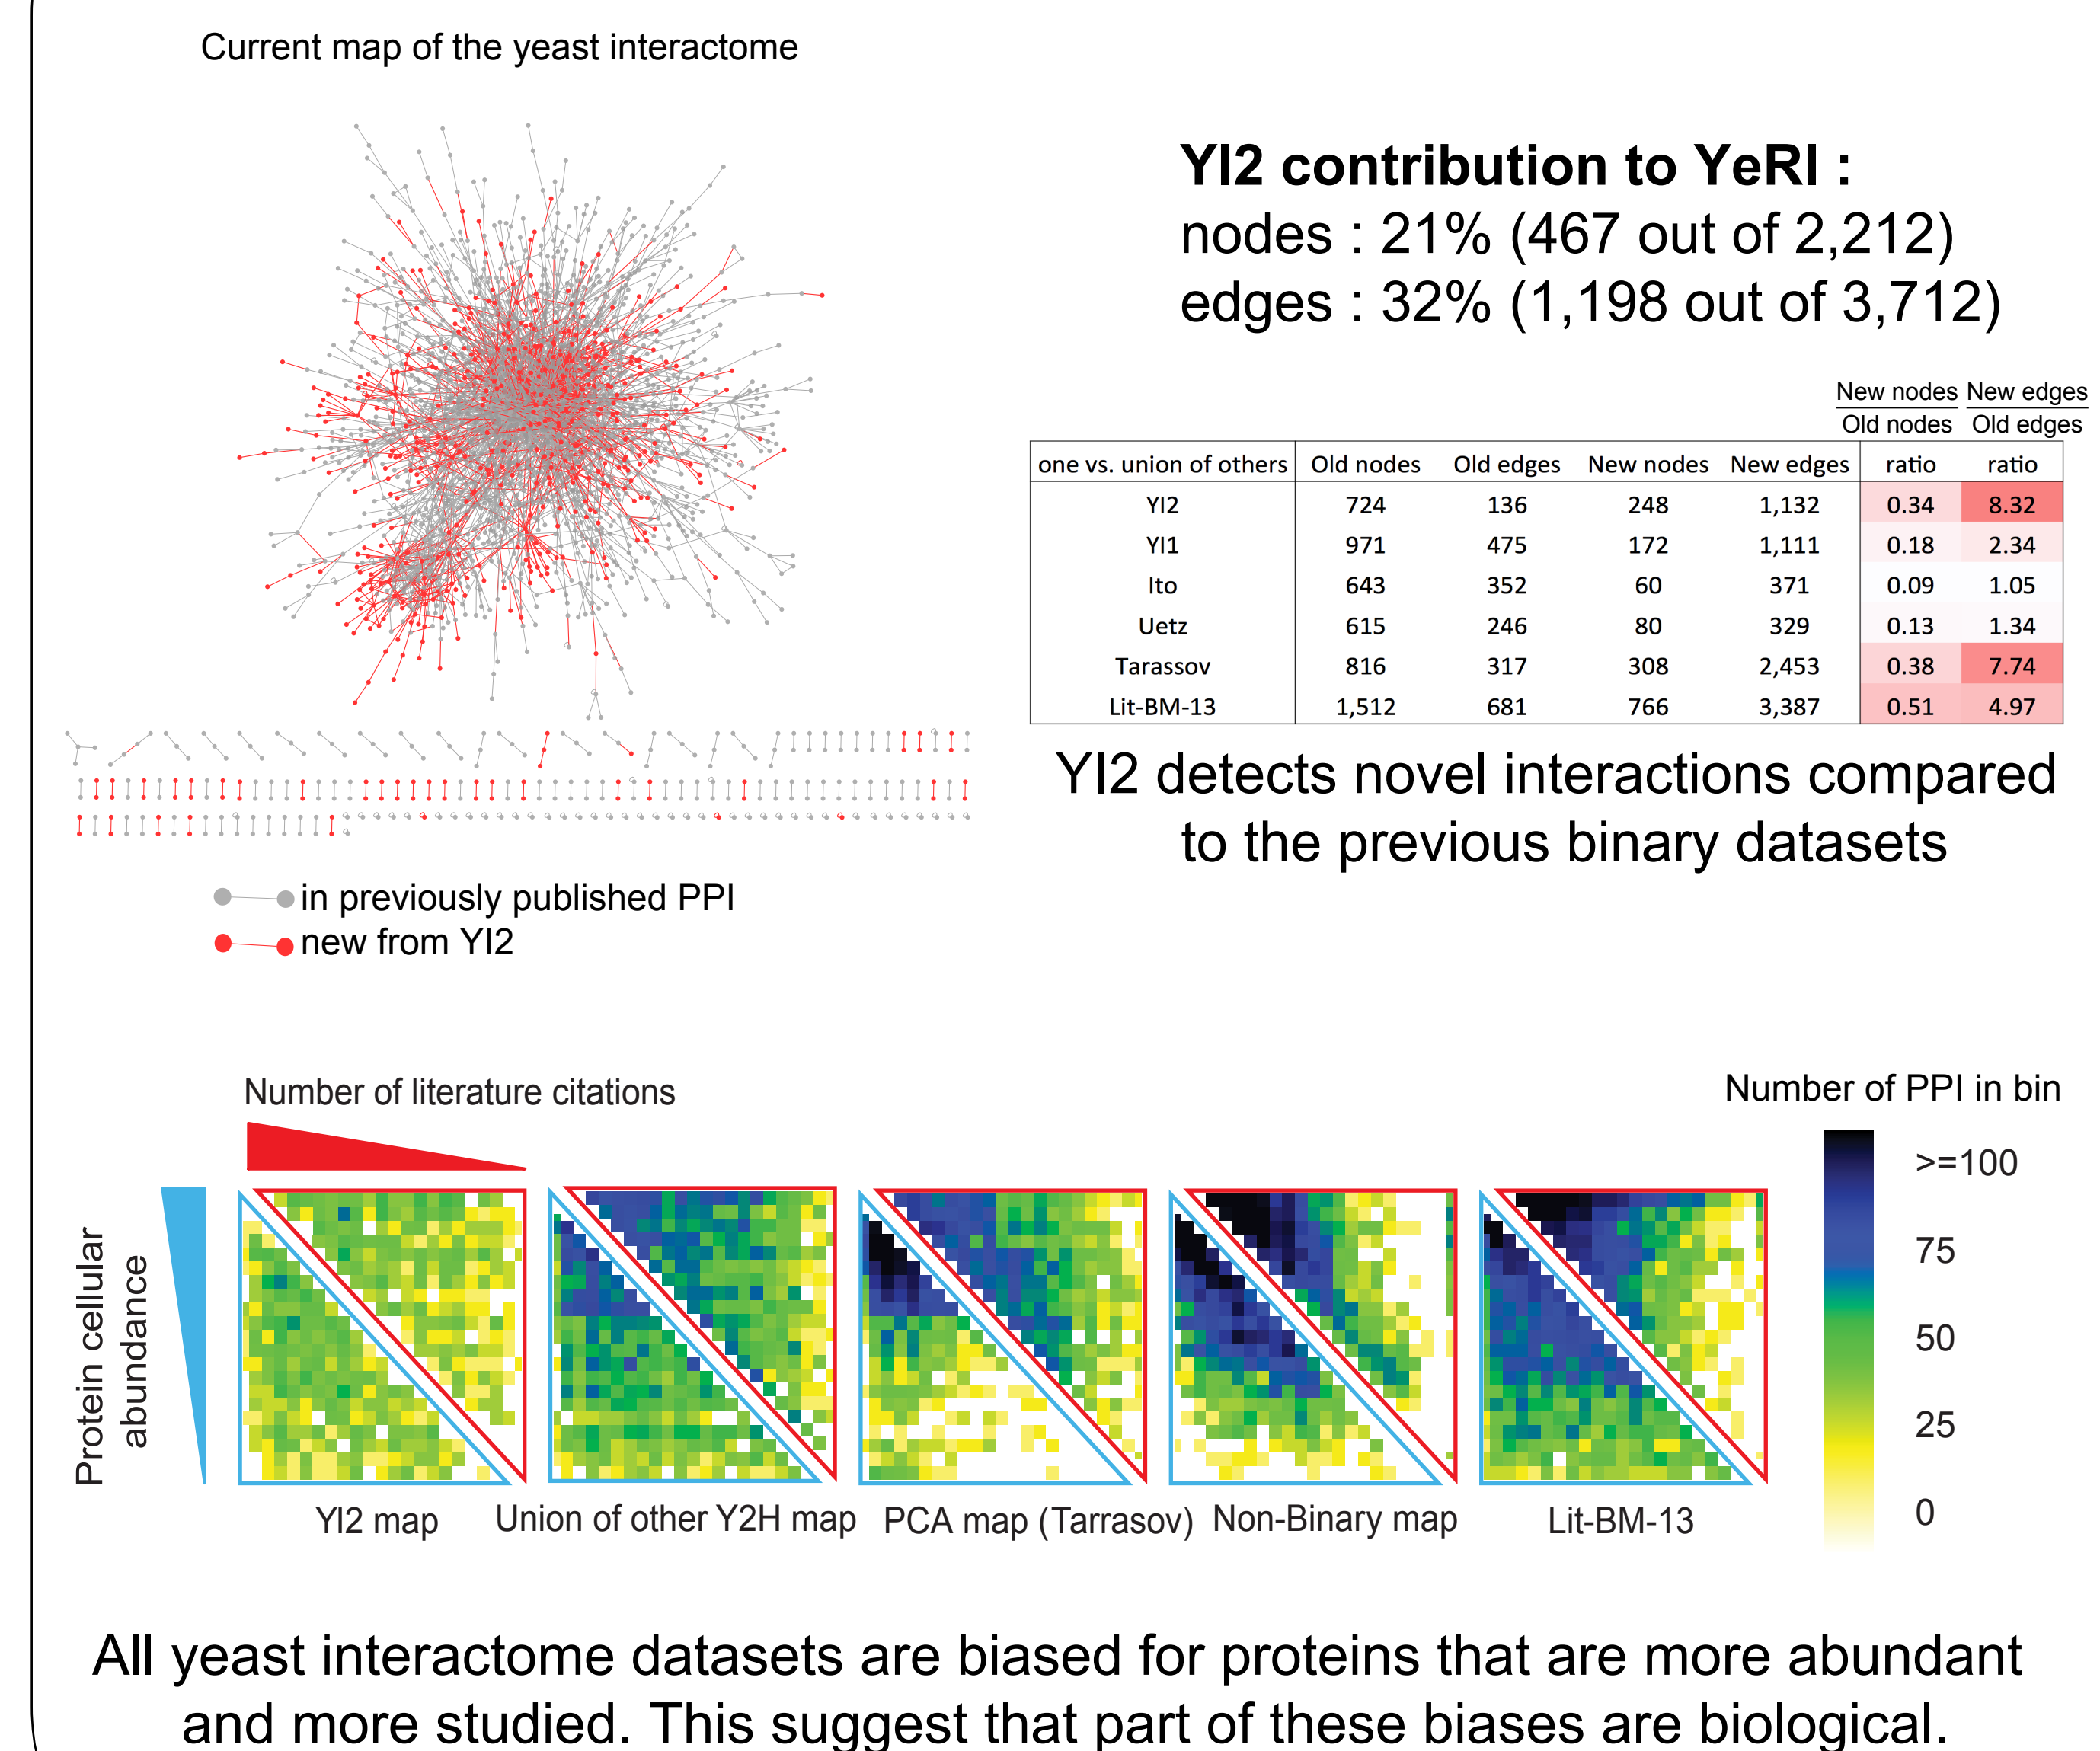 Current map of the yeast interactome
YI2 contribution to YeRI :
nodes : 21% (467 out of 2,212)
edges : 32% (1,198 out of 3,712)
New nodes New edges
Old nodes Old edges
one vs. union of others Old nodes Old edges New nodes New edges ratio ratio
YI2 724 136 248 1,132 0.34 8.32
YI1 971 475 172 1,111 0.18 2.34
Ito 643 352 60 371 0.09 1.05
Uetz 615 246 80 329 0.13 1.34
Tarassov 816 317 308 2,453 0.38 7.74
Lit-BM-13 1,512 681 766 3,387 0.51 4.97
YI2 detects novel interactions compared
to the previous binary datasets
in previously published PPI
new from YI2
Number of literature citations
Number of PPI in bin
>=100
75
50
25
0
Protein cellular
abundance
YI2 map
Union of other Y2H map
PCA map (Tarrasov)
Non-Binary map
Lit-BM-13
All yeast interactome datasets are biased for proteins that are more abundant
and more studied. This suggest that part of these biases are biological.